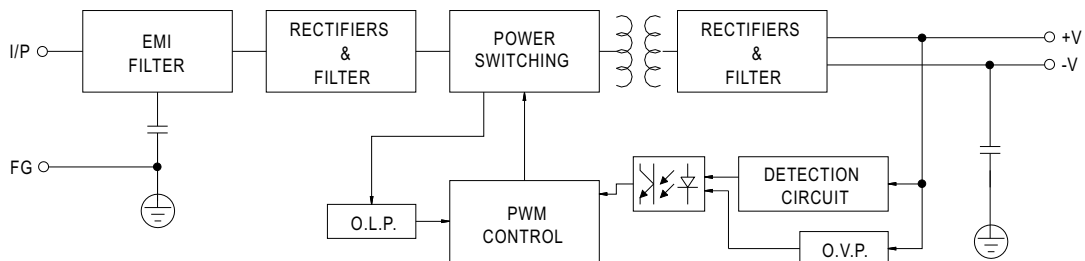 I/P
EMI
FILTER
RECTIFIERS
&
FILTER
POWER
SWITCHING
RECTIFIERS
&
FILTER
+V
-V
FG
O.L.P.
PWM
CONTROL
DETECTION
CIRCUIT
O.V.P.